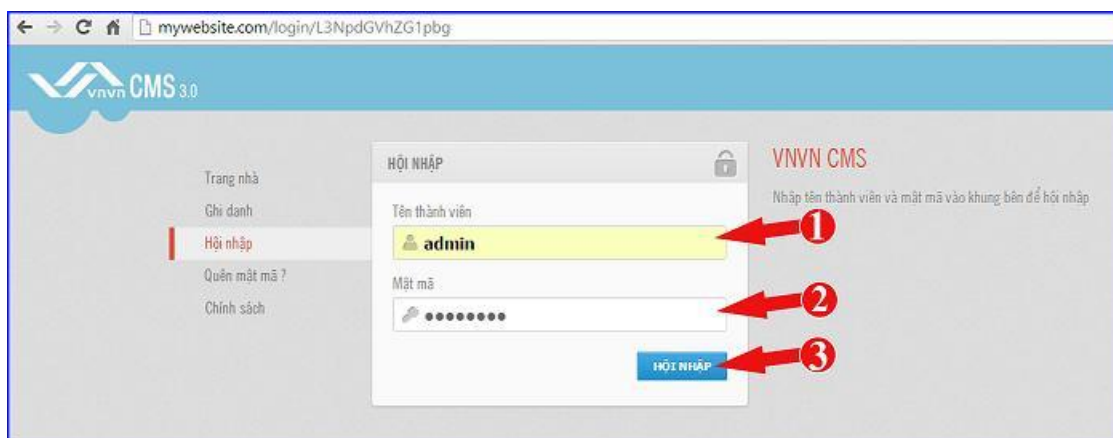 mywebsite.com/login/L3NpdGVhZG1pbg
vnvn CMS 3.0
Trang nhà
Ghi danh
Hội nhập
Quên mật mã ?
Chính sách
HỘI NHẬP
Tên thành viên
admin
1
Mật mã
2
HỘI NHẬP
3
VNVN CMS
Nhập tên thành viên và mật mã vào khung bên để hội nhập